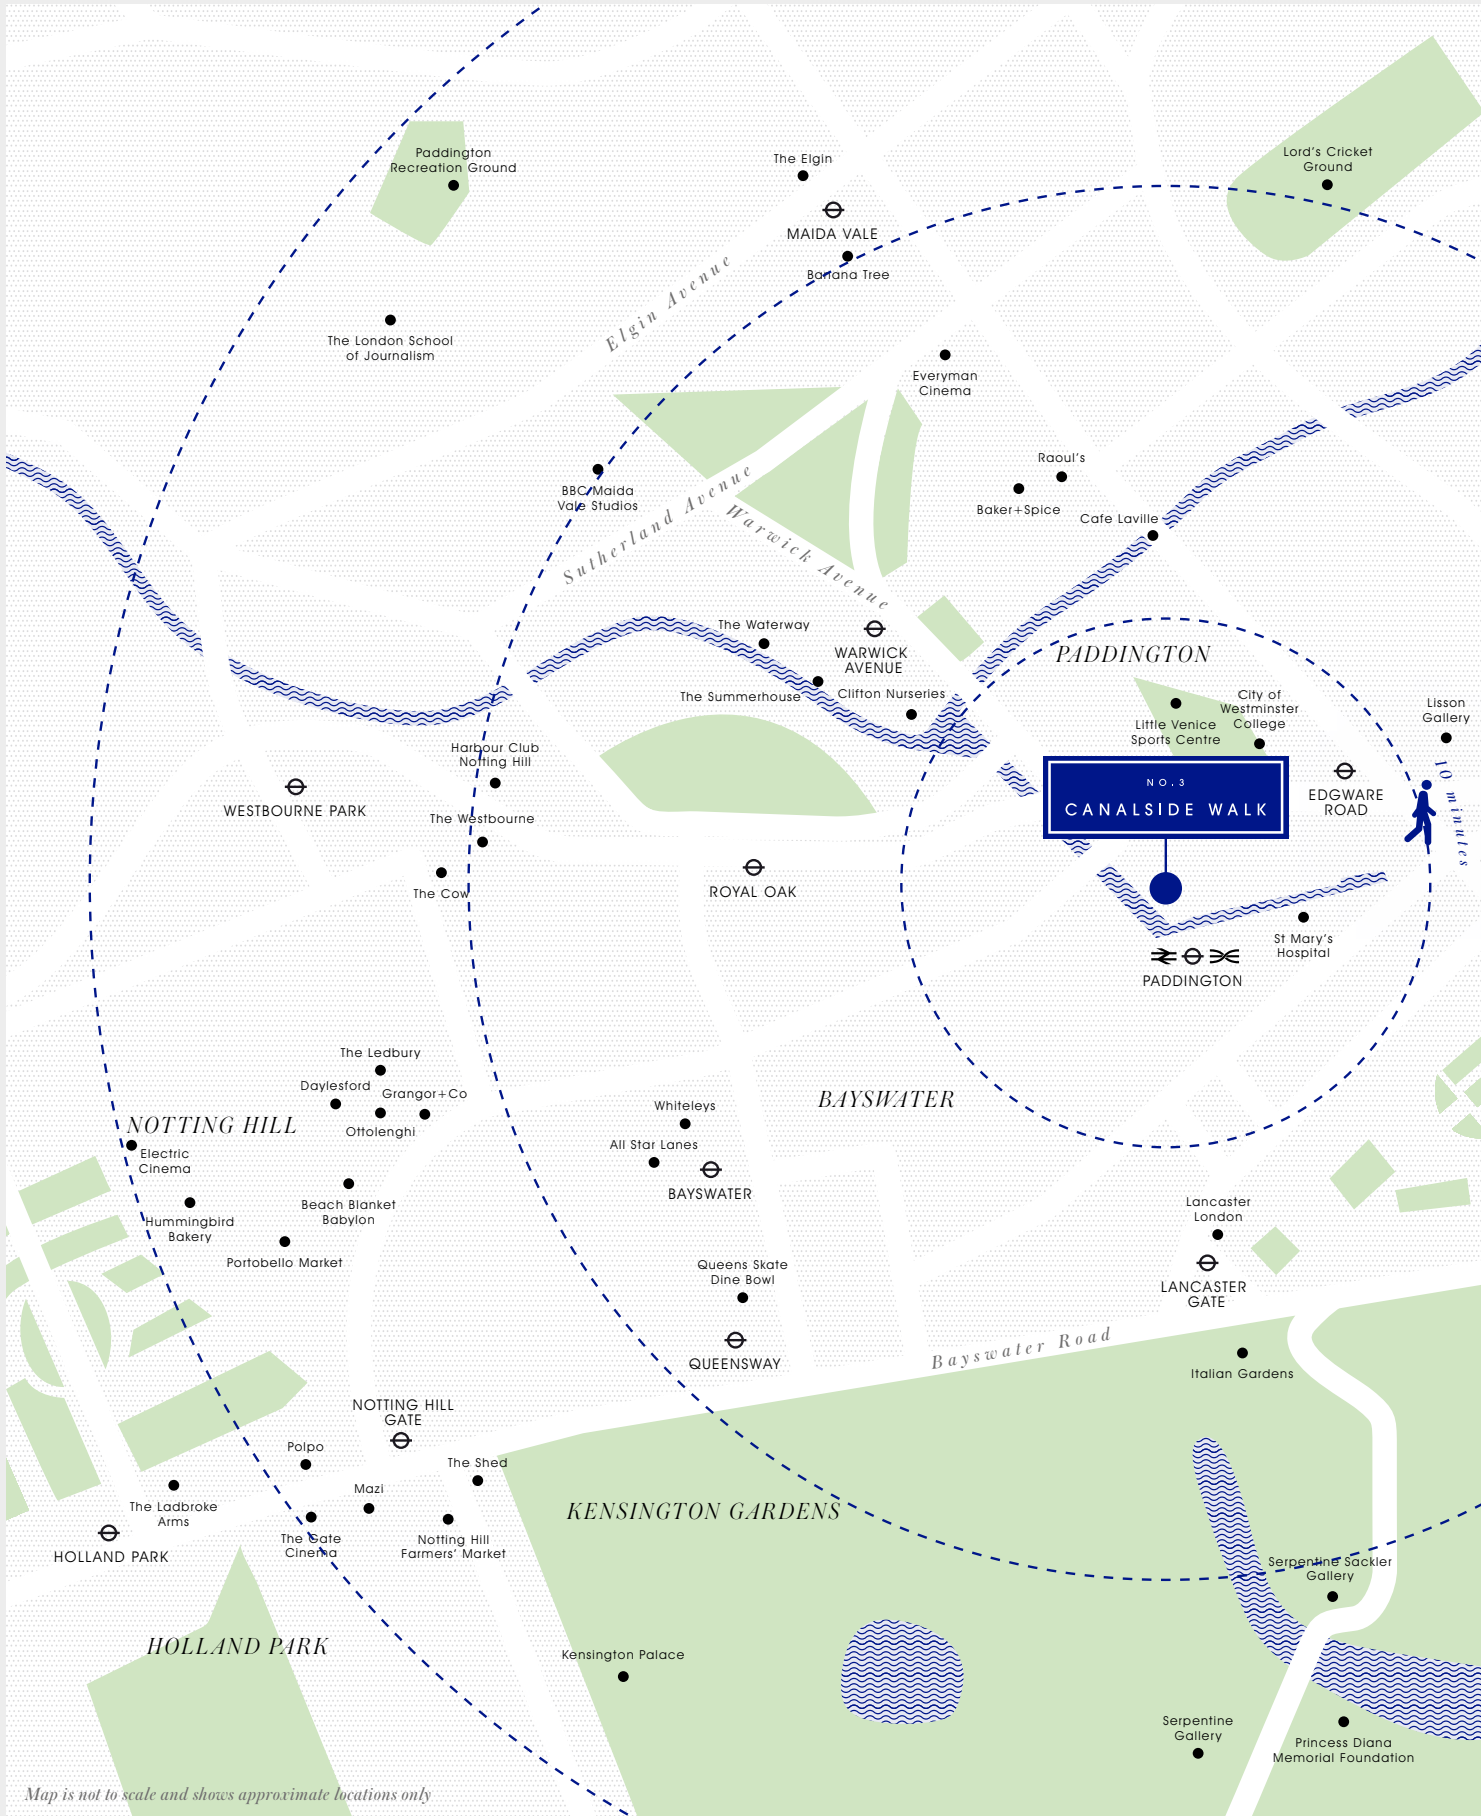 Paddington
Recreation Ground
The Elgin
Lord's Cricket
Ground
MAIDA VALE
Banana Tree
Elgin Avenue
The London School
of Journalism
Everyman
Cinema
Raoul's
Baker+Spice
Cafe Laville
BBC Maida
Vale Studios
Sutherland Avenue
Warwick Avenue
The Waterway
WARWICK
AVENUE
PADDINGTON
The Summerhouse
Clifton Nurseries
City of
Westminster
College
Little Venice
Sports Centre
Lisson
Gallery
Harbour Club
Notting Hill
NO.3
CANALSIDE WALK
EDGWARE
ROAD
10 minutes
WESTBOURNE PARK
The Westbourne
The Cow
ROYAL OAK
St Mary's
Hospital
PADDINGTON
The Ledbury
Daylesford
Grangor+Co
Ottolenghi
NOTTING HILL
Electric
Cinema
Whiteleys
All Star Lanes
BAYSWATER
BAYSWATER
Beach Blanket
Babylon
Hummingbird
Bakery
Portobello Market
Lancaster
London
LANCASTER
GATE
Queens Skate
Dine Bowl
QUEENSWAY
Bayswater Road
Italian Gardens
NOTTING HILL
GATE
Polpo
The Shed
Mazi
The Ladbroke
Arms
The Gate
Cinema
Notting Hill
Farmers' Market
HOLLAND PARK
KENSINGTON GARDENS
Serpentine Sackler
Gallery
HOLLAND PARK
Kensington Palace
Serpentine
Gallery
Princess Diana
Memorial Foundation
Map is not to scale and shows approximate locations only